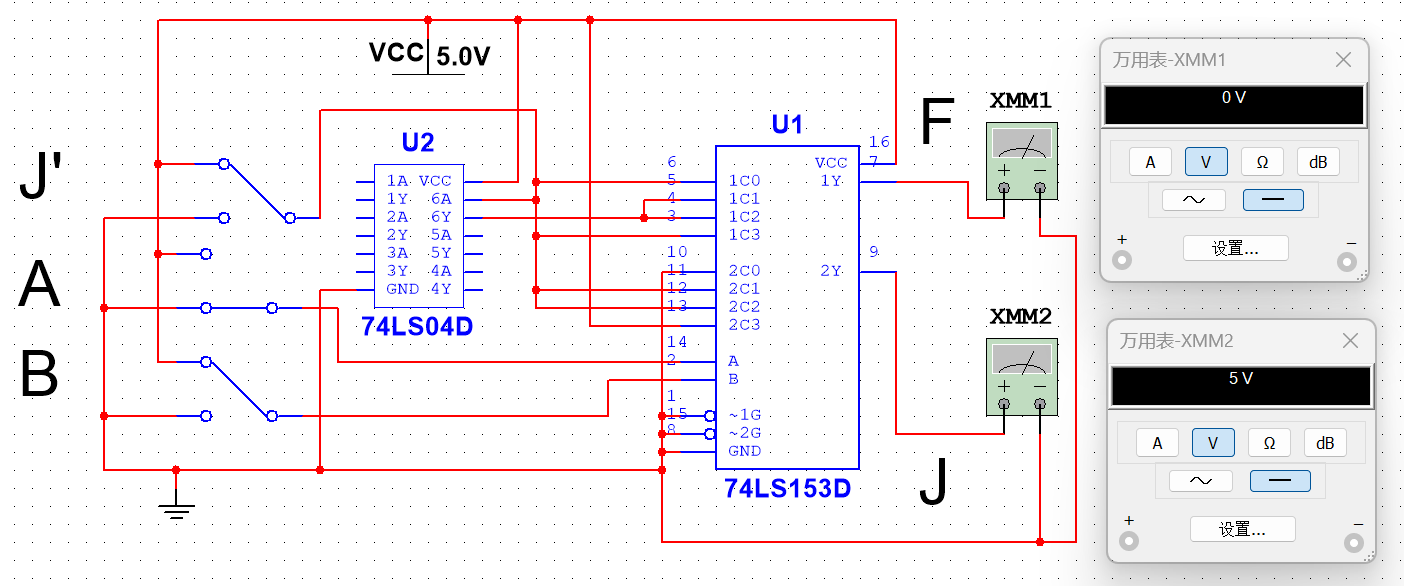 VCC 5.0V
J'
A
B
U2
1A VCC
1Y 6A
2A 6Y
2Y 5A
3A 5Y
3Y 4A
GND 4Y
74LS04D
U1
6
5
4
3
10
11
12
13
14
2
1
15
8
1C0
1C1
1C2
1C3
2C0
2C1
2C2
2C3
A
B
~1G
~2G
GND
VCC
1Y
2Y
16
7
9
74LS153D
F
J
XMM1
+ −
XMM2
+ −
万用表-XMM1
0 V
A V Ω dB
+ 设置... −
万用表-XMM2
5 V
A V Ω dB
+ 设置... −